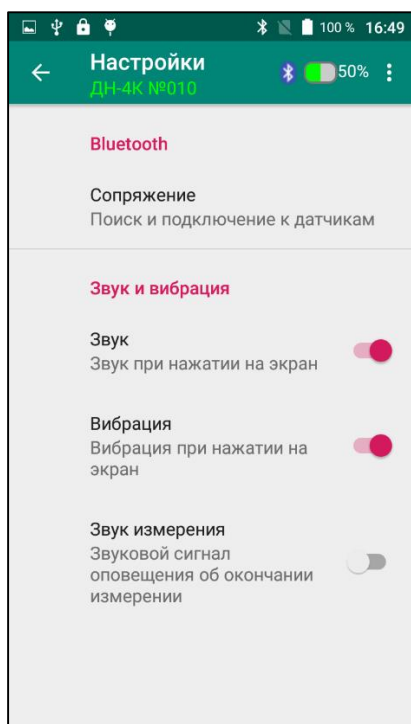 100 % 16:49
Настройки
ДН-4К №010
50%
Bluetooth
Сопряжение
Поиск и подключение к датчикам
Звук и вибрация
Звук
Звук при нажатии на экран
Вибрация
Вибрация при нажатии на
экран
Звук измерения
Звуковой сигнал
оповещения об окончании
измерении